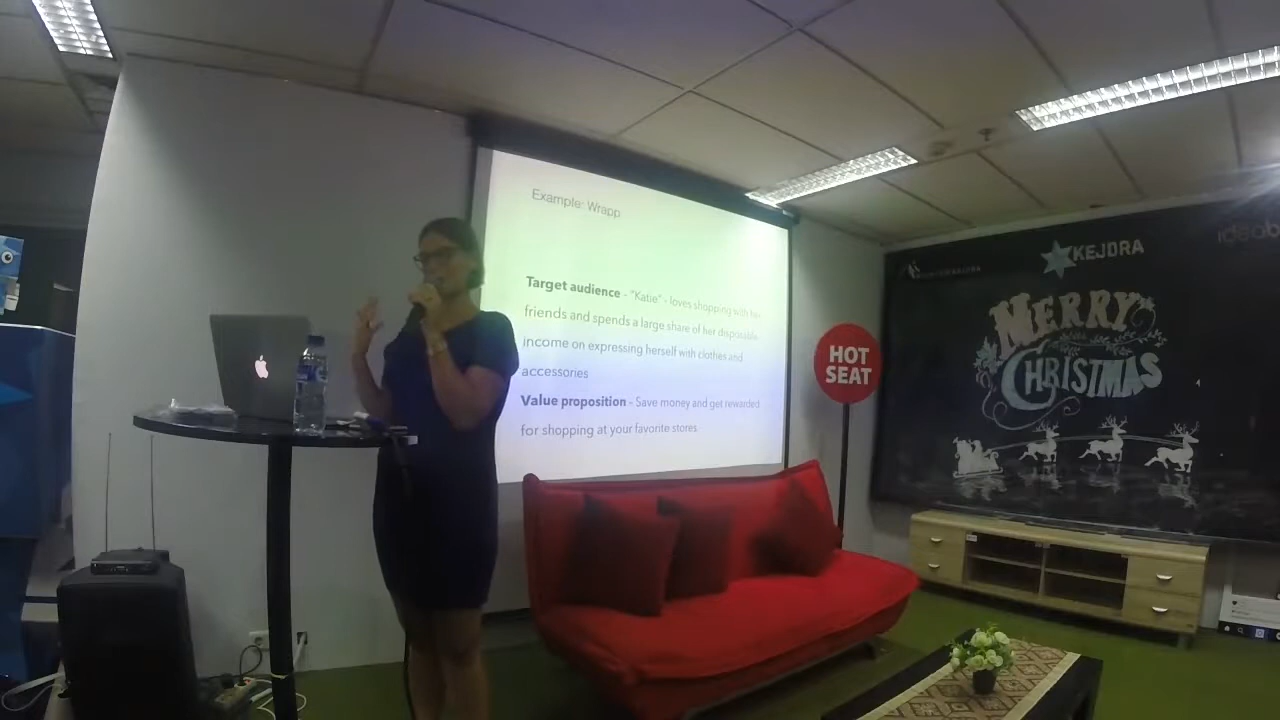 Example: Wrapp
Target audience - "Katie" - loves shopping with her
friends and spends a large share of her disposable
income on expressing herself with clothes and
accessories
Value proposition - Save money and get rewarded
for shopping at your favorite stores
HOT
SEAT
KEJORA
ideab
MERRY
CHRISTMAS